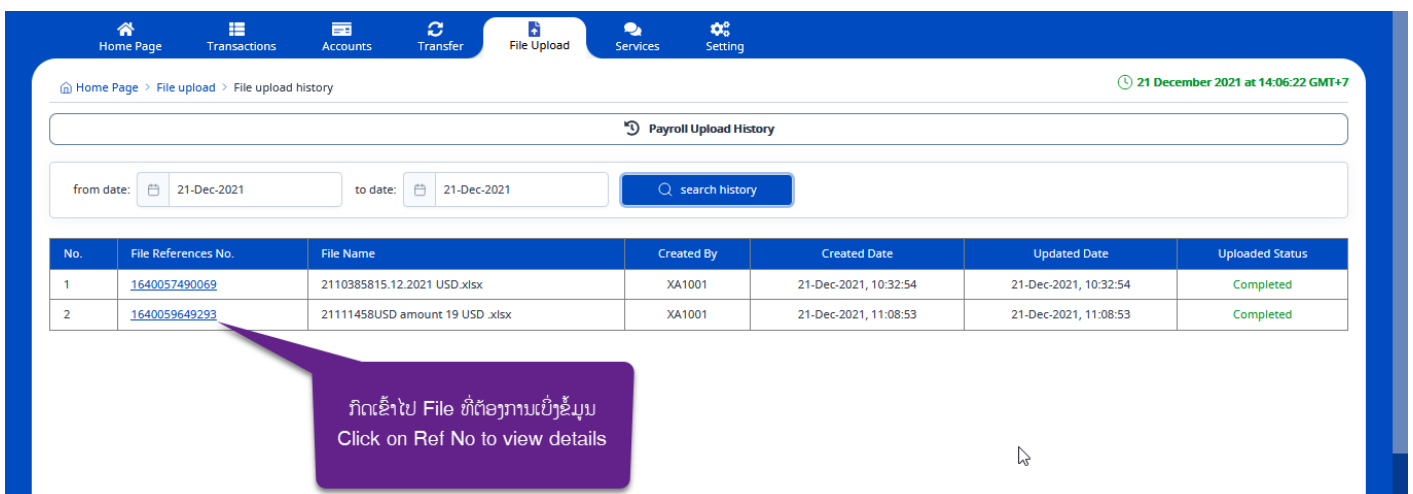 Home Page Transactions Accounts Transfer File Upload Services Setting
Home Page > File upload > File upload history
21 December 2021 at 14:06:22 GMT+7
Payroll Upload History
from date: 21-Dec-2021 to date: 21-Dec-2021 search history
No. File References No. File Name Created By Created Date Updated Date Uploaded Status
1 1640057490069 2110385815.12.2021 USD.xlsx XA1001 21-Dec-2021, 10:32:54 21-Dec-2021, 10:32:54 Completed
2 1640059649293 21111458USD amount 19 USD .xlsx XA1001 21-Dec-2021, 11:08:53 21-Dec-2021, 11:08:53 Completed
ກົດເຂົ້າໄປ File ທີ່ຕ້ອງການເບິ່ງຂໍ້ມູນ
Click on Ref No to view details